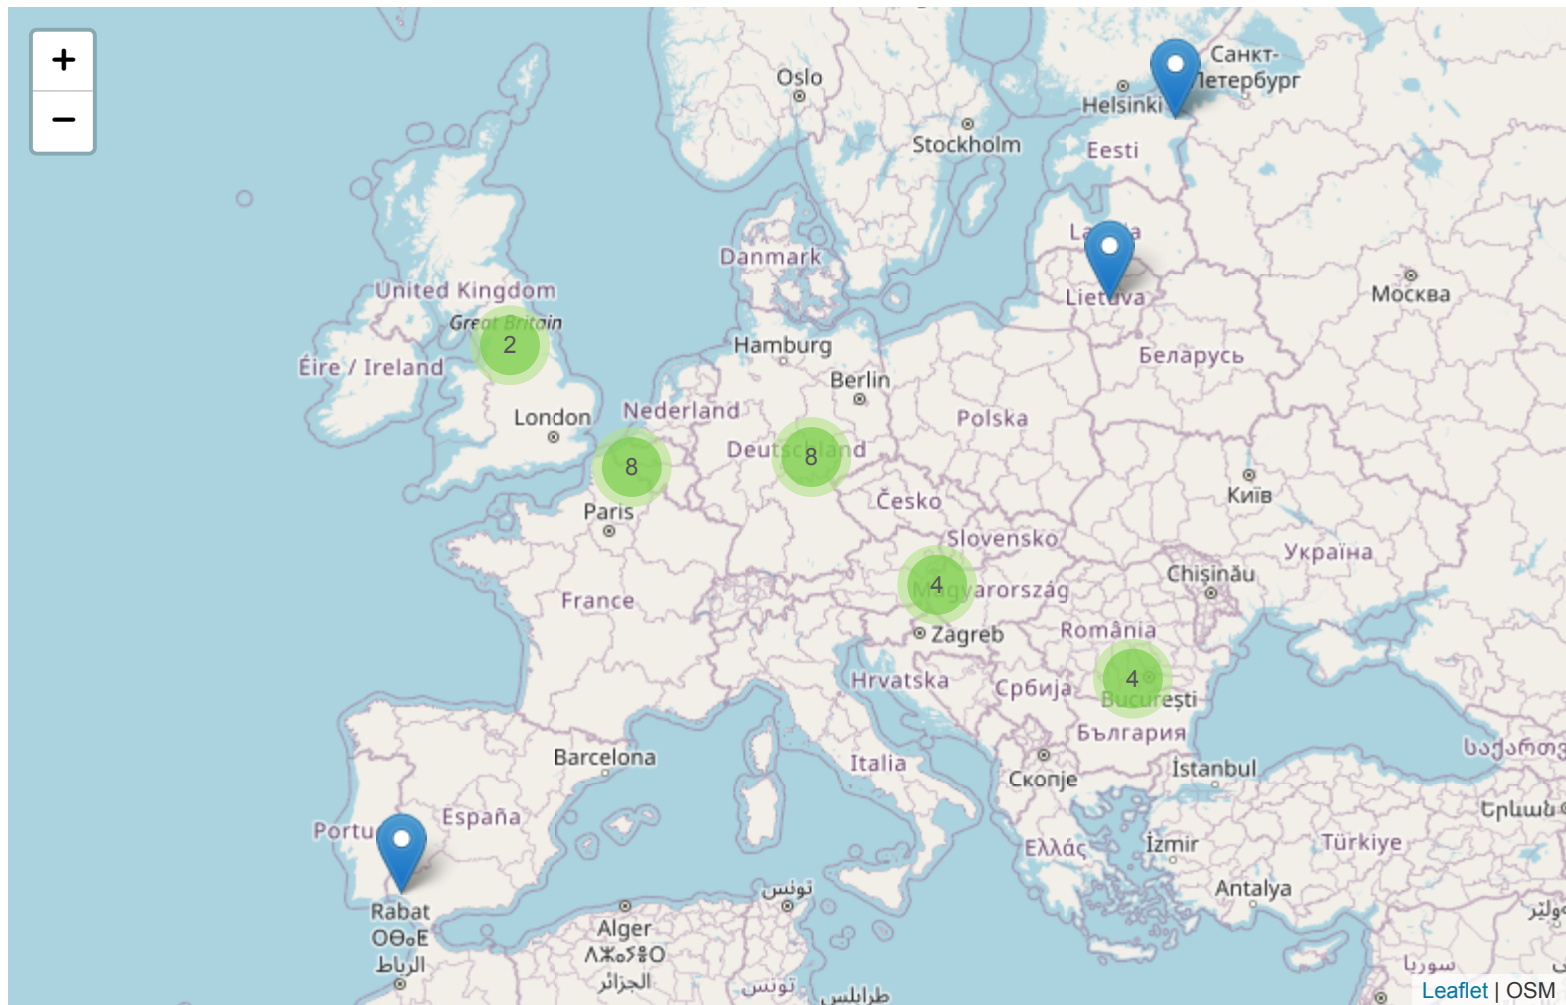 +
−
Oslo
Stockholm
Helsinki
Санкт-
Петербург
Eesti
Lietuva
Москва
Danmark
United Kingdom
Great Britain
2
Éire / Ireland
London
Hamburg
Berlin
Беларусь
Nederland
Polska
8
Deutschland
8
Česko
Київ
Paris
Slovensko
Україна
Chișinău
France
4
Magyarország
Zagreb
România
Hrvatska
Србија
4
București
България
Barcelona
Italia
Скопје
İstanbul
España
Ελλάς
İzmir
Türkiye
Antalya
Rabat
ⵔⴱⴰⵟ
الرباط
Alger
ⴷⵣⴰⵢⵔ
الجزائر
تونس
تونس
طرابلس
سوريا
Leaflet | OSM